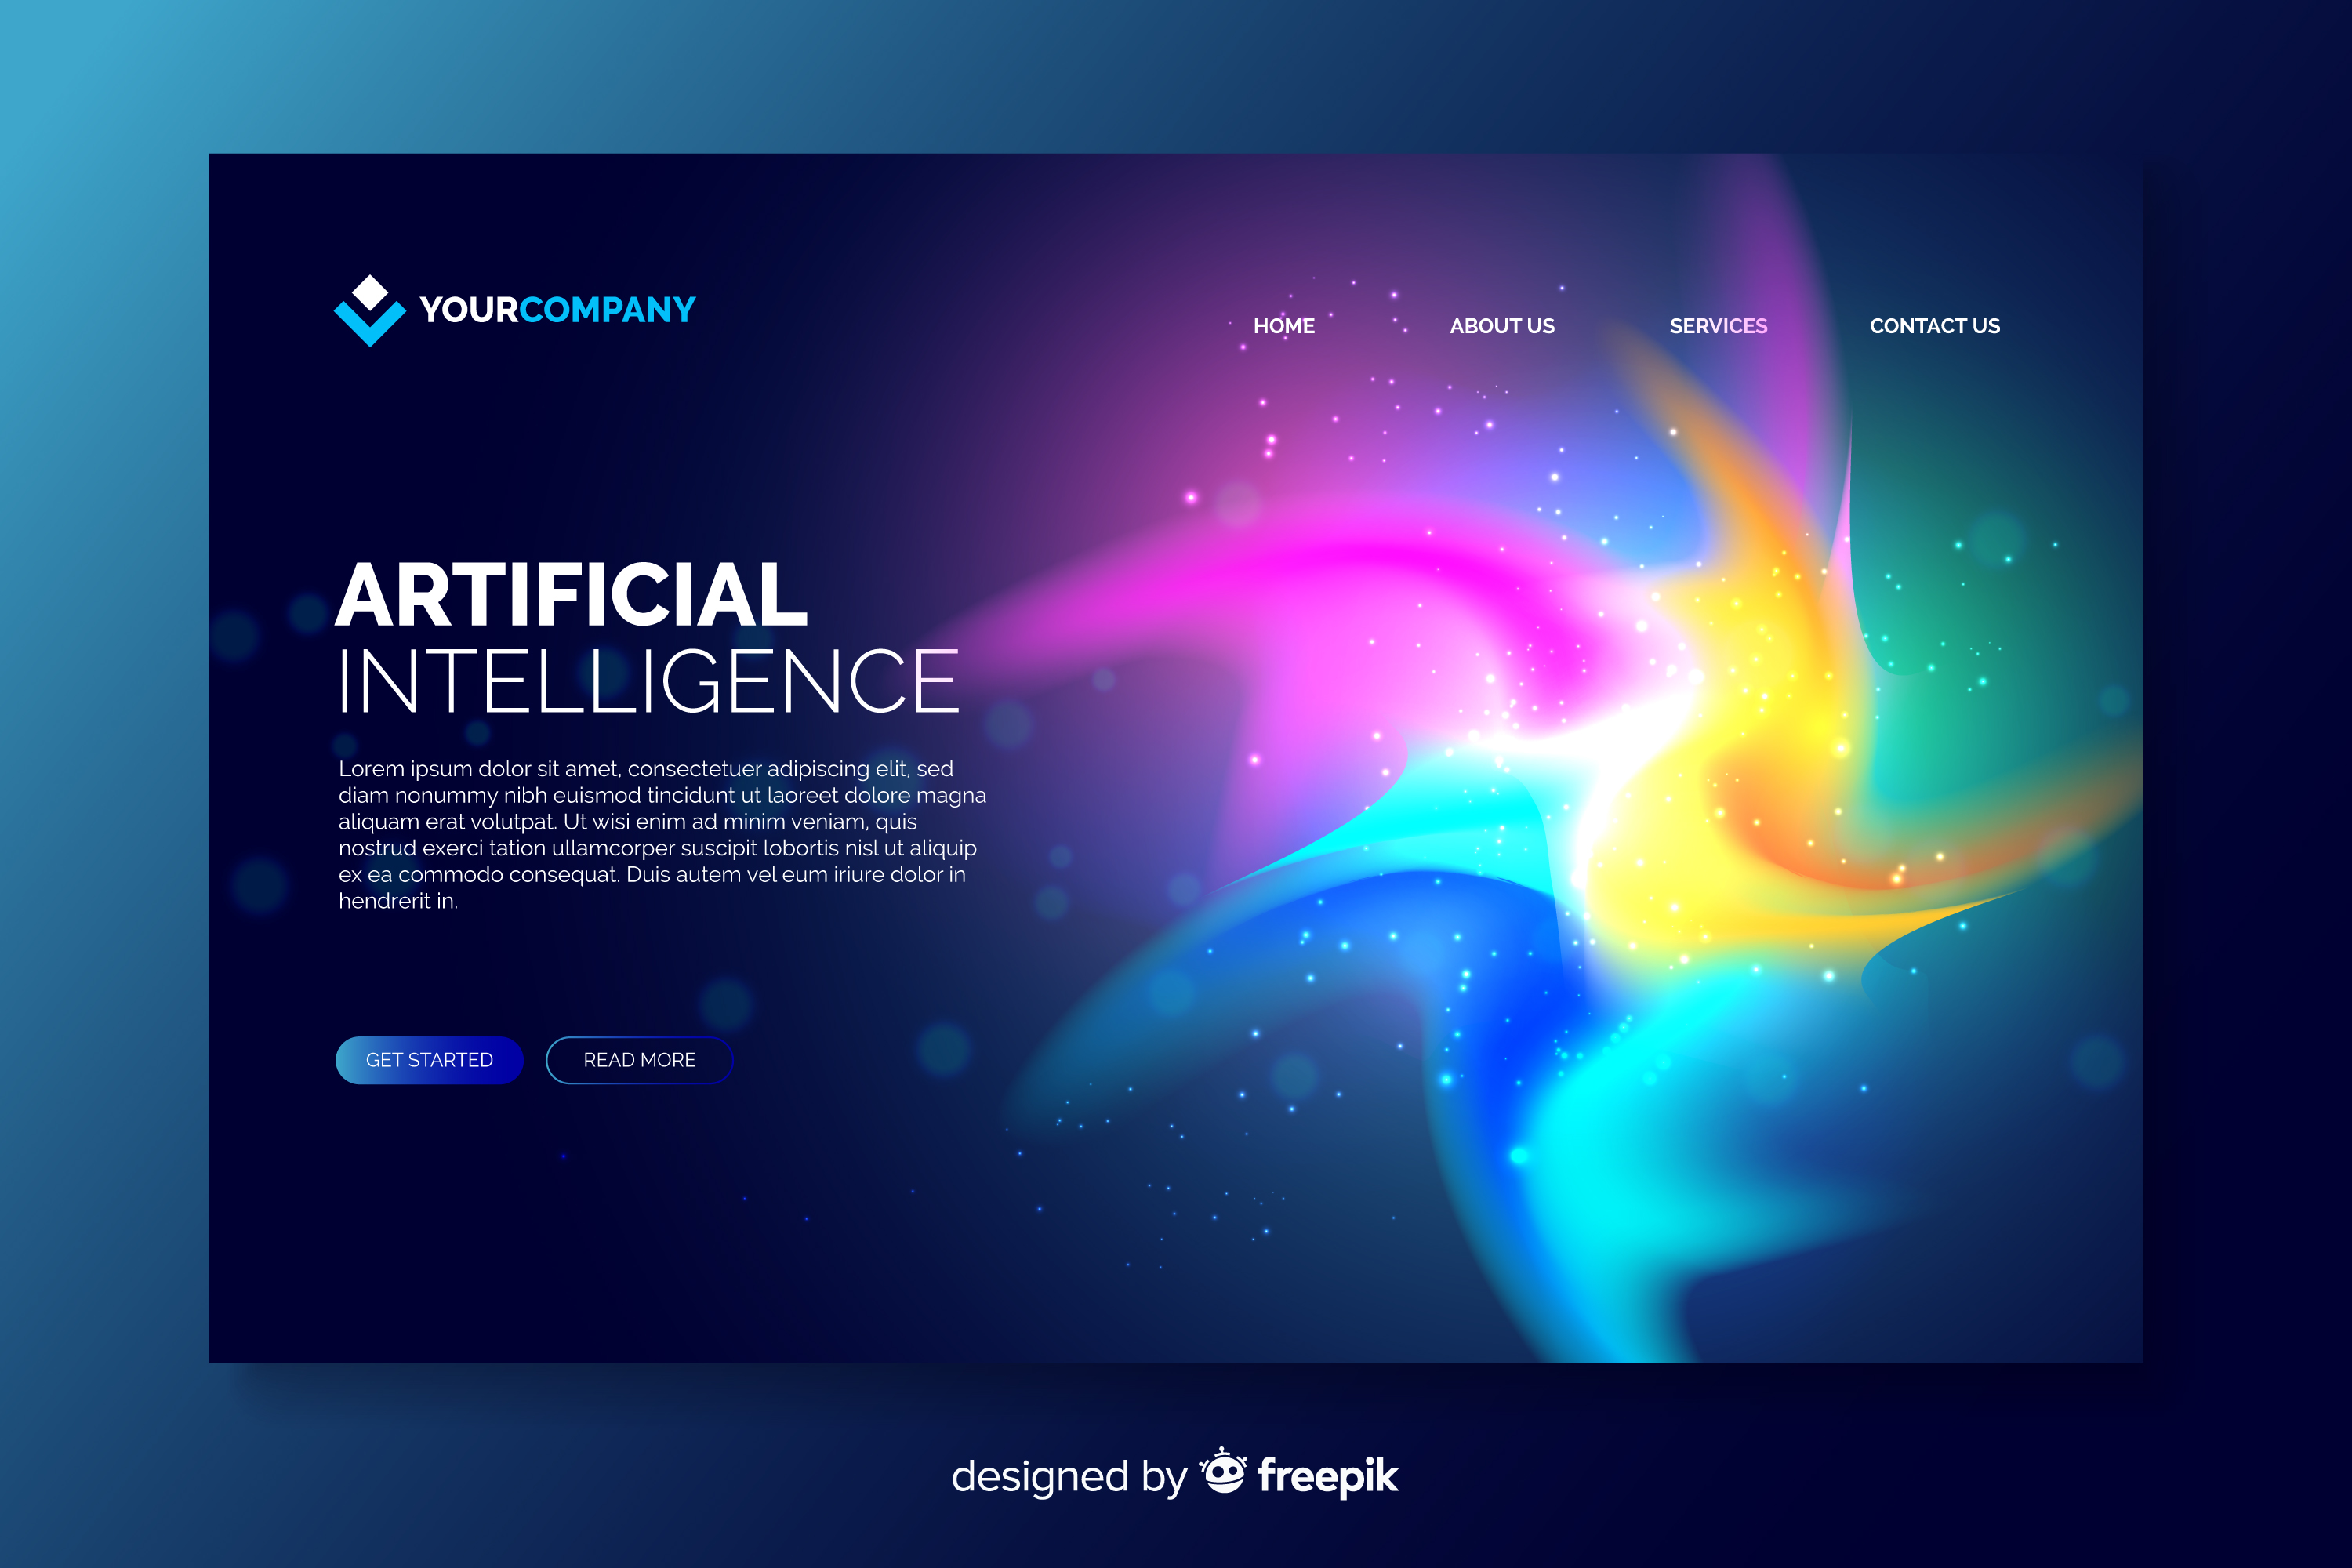 YOURCOMPANY
HOME ABOUT US SERVICES CONTACT US
ARTIFICIAL
INTELLIGENCE
Lorem ipsum dolor sit amet, consectetuer adipiscing elit, sed
diam nonummy nibh euismod tincidunt ut laoreet dolore magna
aliquam erat volutpat. Ut wisi enim ad minim veniam, quis
nostrud exerci tation ullamcorper suscipit lobortis nisl ut aliquip
ex ea commodo consequat. Duis autem vel eum iriure dolor in
hendrerit in.
GET STARTED READ MORE
designed by freepik